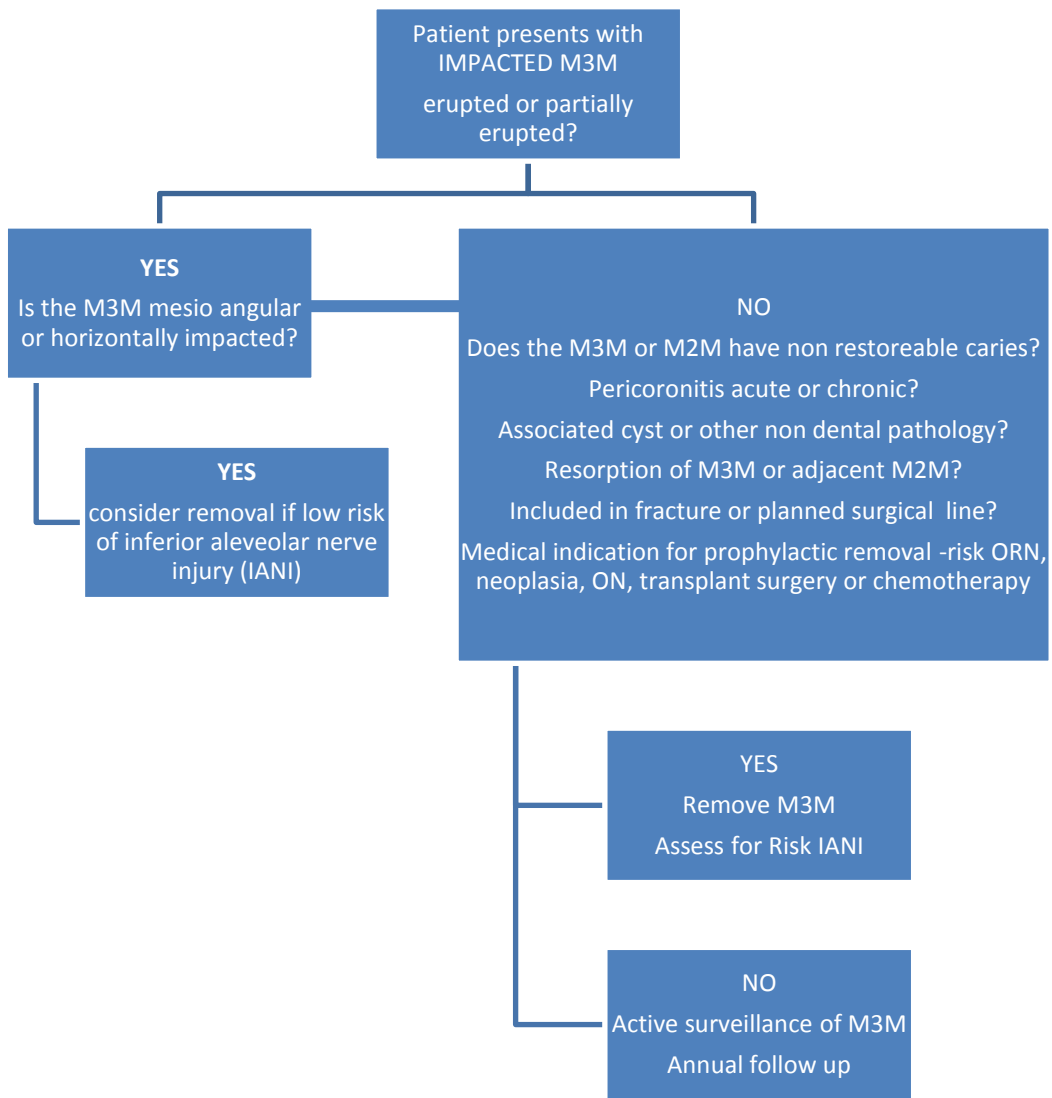 Patient presents with
IMPACTED M3M
erupted or partially
erupted?
YES
Is the M3M mesio angular
or horizontally impacted?
YES
consider removal if low risk
of inferior aleveolar nerve
injury (IANI)
NO
Does the M3M or M2M have non restoreable caries?
Pericoronitis acute or chronic?
Associated cyst or other non dental pathology?
Resorption of M3M or adjacent M2M?
Included in fracture or planned surgical line?
Medical indication for prophylactic removal -risk ORN,
neoplasia, ON, transplant surgery or chemotherapy
YES
Remove M3M
Assess for Risk IANI
NO
Active surveillance of M3M
Annual follow up